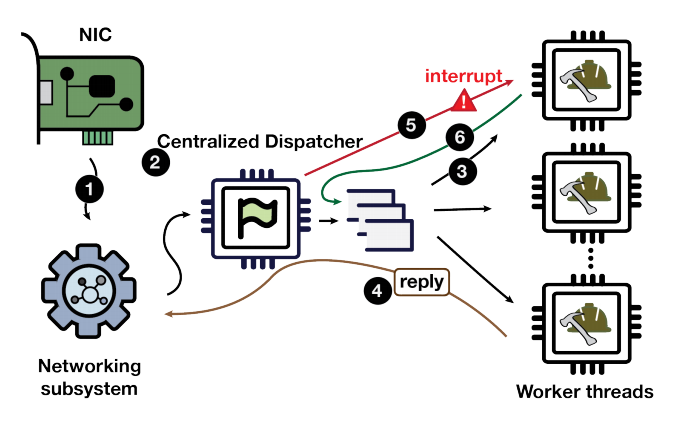 NIC
interrupt
5
6
2
Centralized Dispatcher
3
1
4
reply
Networking
subsystem
Worker threads